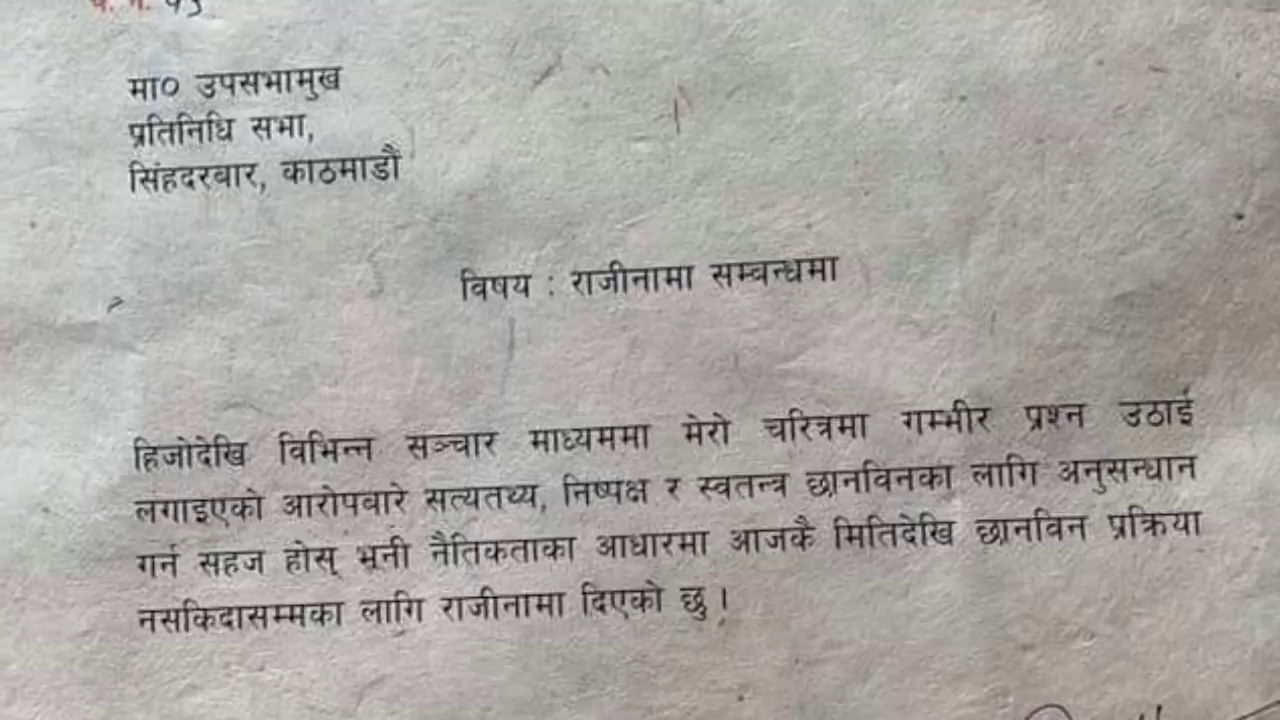 मा० उपसभामुख
प्रतिनिधि सभा,
सिंहदरबार, काठमाडौं
विषय : राजीनामा सम्बन्धमा
हिजोदेखि विभिन्न सञ्चार माध्यममा मेरो चरित्रमा गम्भीर प्रश्न उठाई
लगाइएको आरोपबारे सत्यतथ्य, निष्पक्ष र स्वतन्त्र छानविनका लागि अनुसन्धान
गर्न सहज होस् भनी नैतिकताका आधारमा आजकै मितिदेखि छानविन प्रक्रिया
नसकिदासम्मका लागि राजीनामा दिएको छु ।